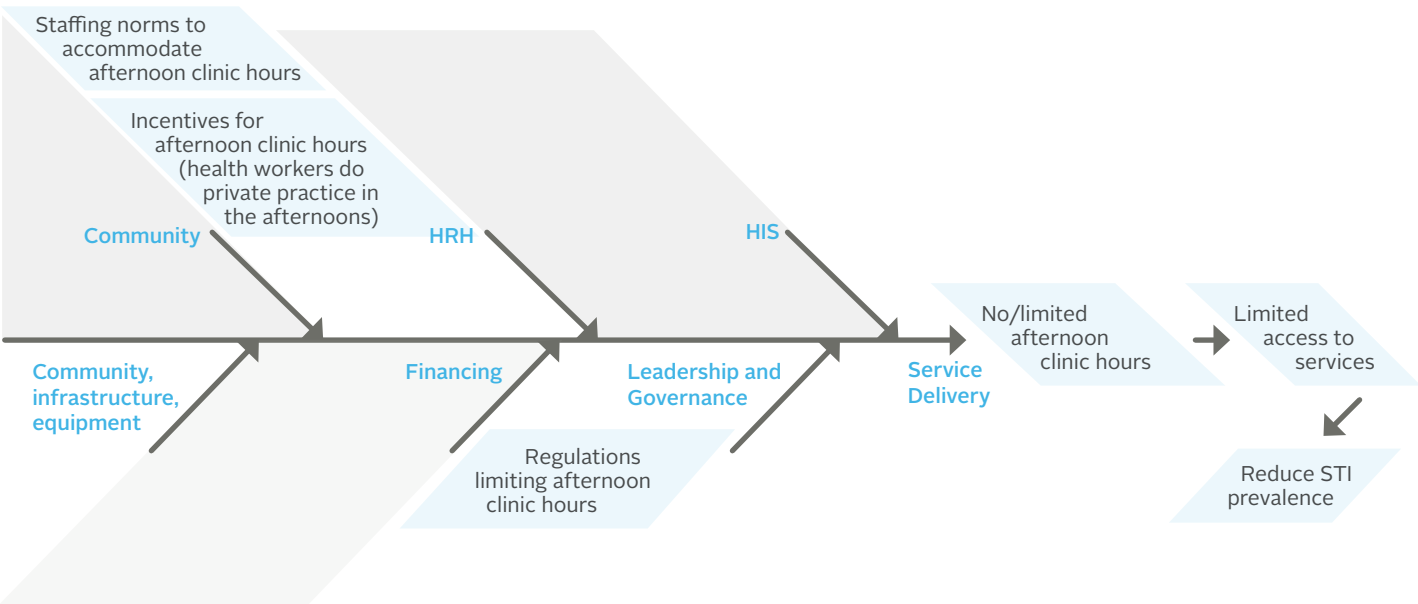 Staffing norms to
accommodate
afternoon clinic hours
Incentives for
afternoon clinic hours
(health workers do
private practice in
the afternoons)
Community
HRH
HIS
No/limited
afternoon
clinic hours
Limited
access to
services
Community,
infrastructure,
equipment
Financing
Leadership and
Governance
Service
Delivery
Regulations
limiting afternoon
clinic hours
Reduce STI
prevalence